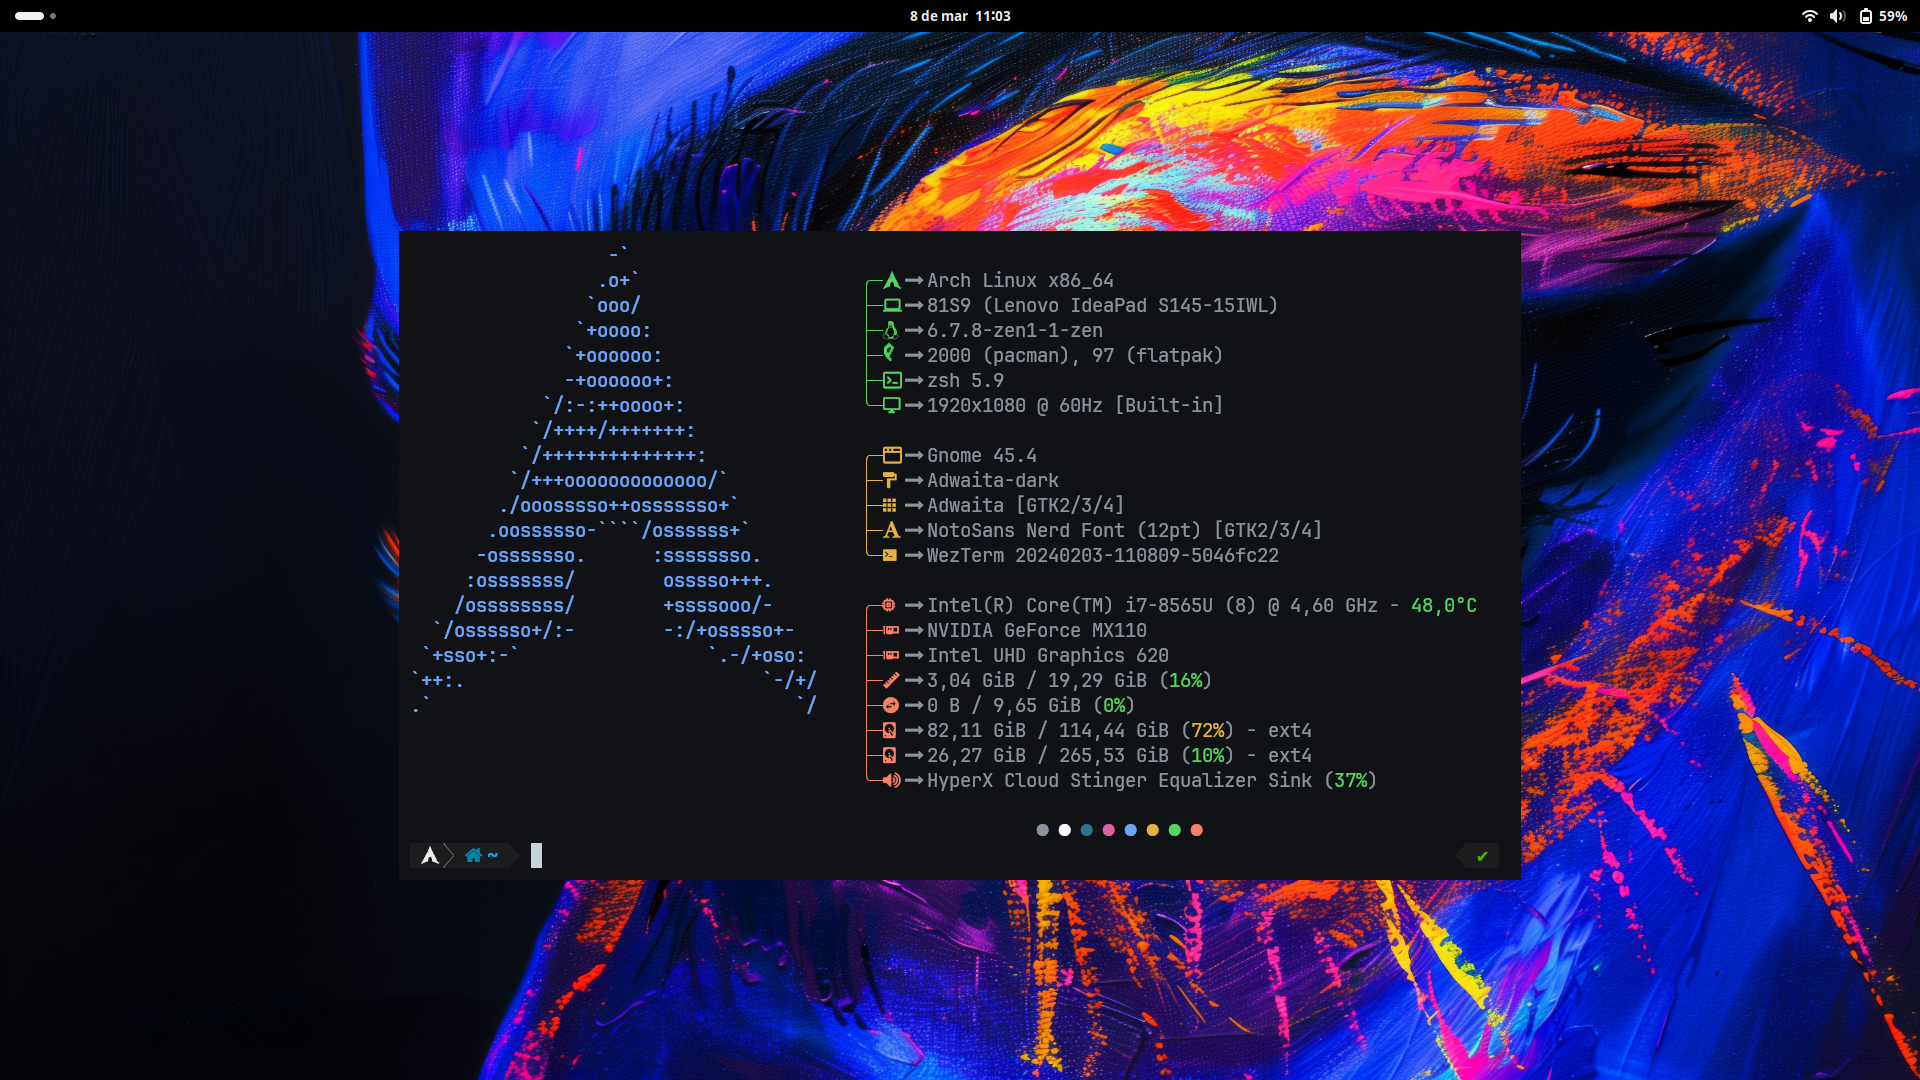 8 de mar 11:03
59%
-`
.o+`
`ooo/
`+oooo:
`+oooooo:
-+oooooo+:
`/:-:++oooo+:
`/++++/+++++++:
`/++++++++++++++:
`/+++ooooooooooooo/`
./ooosssso++osssssso+`
.oossssso-````/ossssss+`
-osssssso.      :ssssssso.
:osssssss/        osssso+++.
/ossssssss/        +ssssooo/-
`/ossssso+/:-        -:/+osssso+-
`+sso+:-`                 `.-/+oso:
`++:.                           `-/+/
.`                                 `/
Arch Linux x86_64
81S9 (Lenovo IdeaPad S145-15IWL)
6.7.8-zen1-1-zen
2000 (pacman), 97 (flatpak)
zsh 5.9
1920x1080 @ 60Hz [Built-in]
Gnome 45.4
Adwaita-dark
Adwaita [GTK2/3/4]
NotoSans Nerd Font (12pt) [GTK2/3/4]
WezTerm 20240203-110809-5046fc22
Intel(R) Core(TM) i7-8565U (8) @ 4,60 GHz - 48,0°C
NVIDIA GeForce MX110
Intel UHD Graphics 620
3,04 GiB / 19,29 GiB (16%)
0 B / 9,65 GiB (0%)
82,11 GiB / 114,44 GiB (72%) - ext4
26,27 GiB / 265,53 GiB (10%) - ext4
HyperX Cloud Stinger Equalizer Sink (37%)
~ ✔